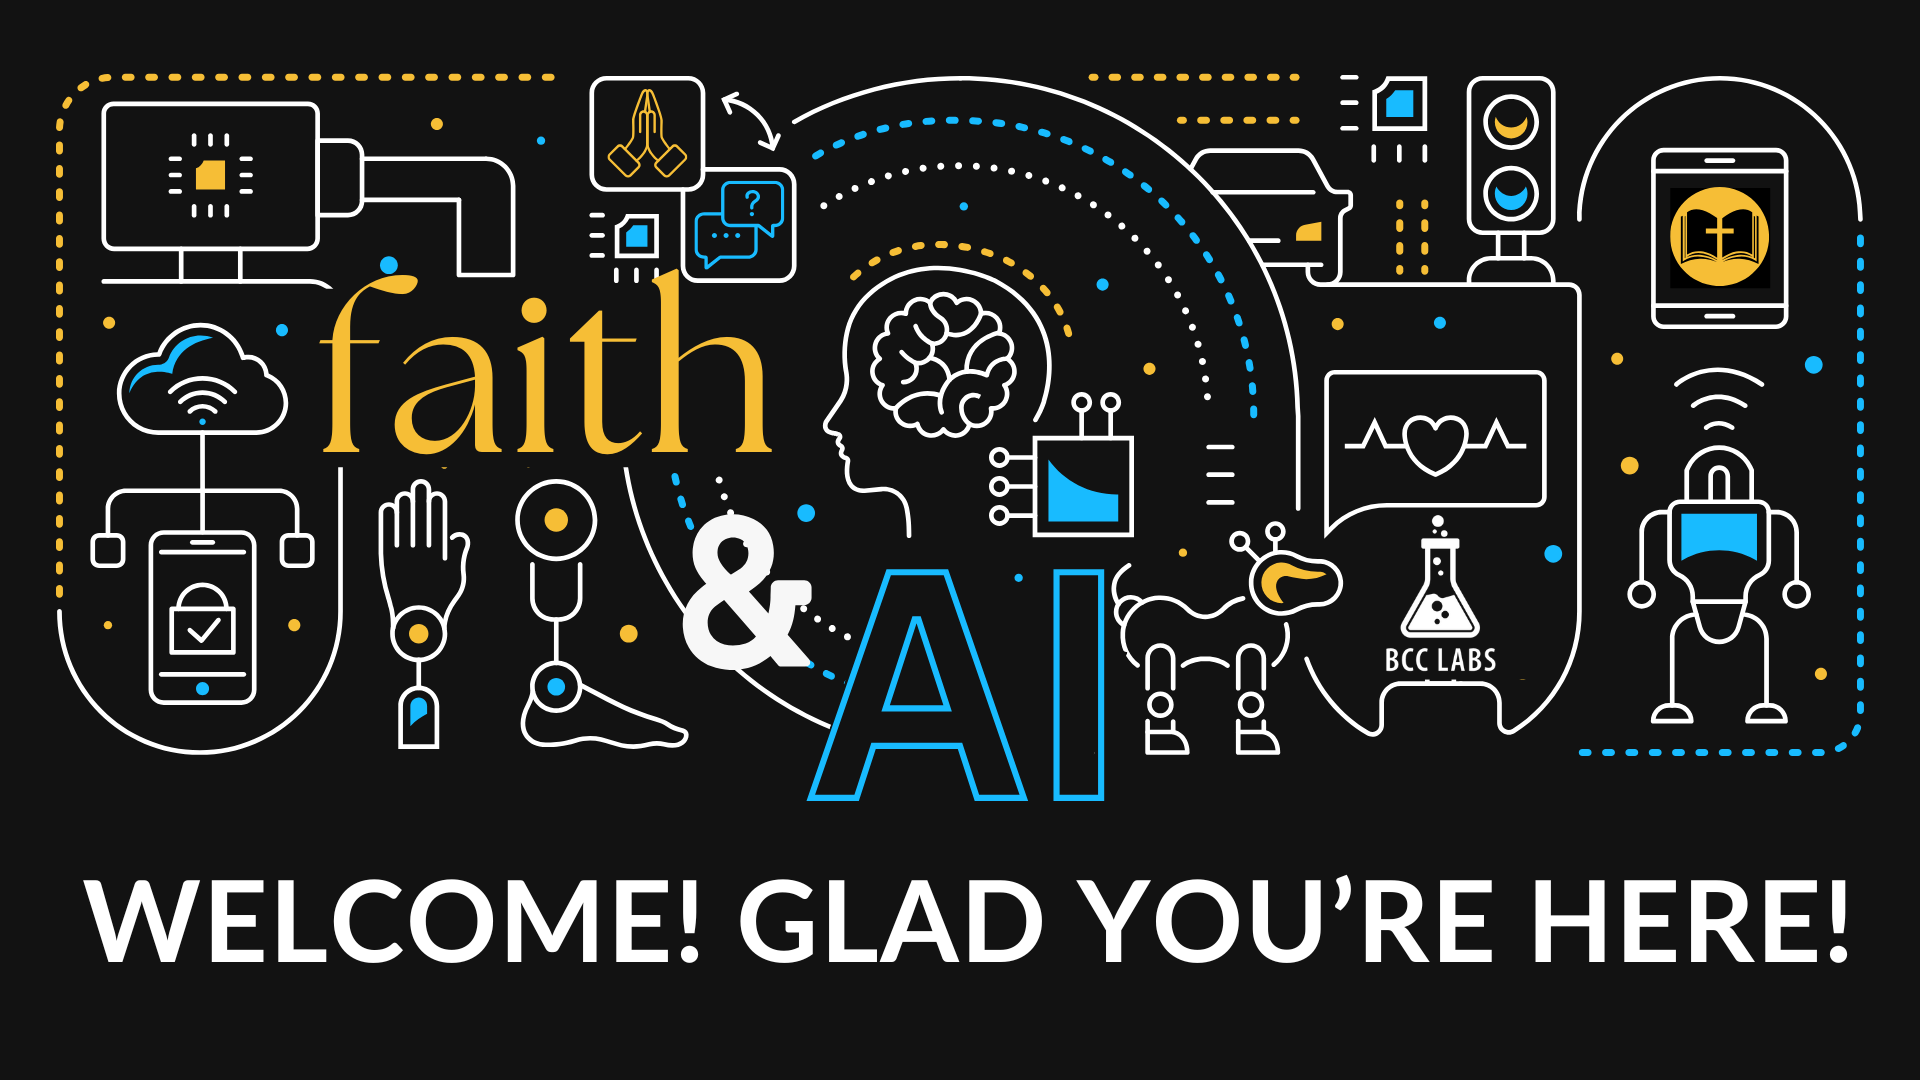 faith
?
& AI
BCC LABS
WELCOME! GLAD YOU’RE HERE!